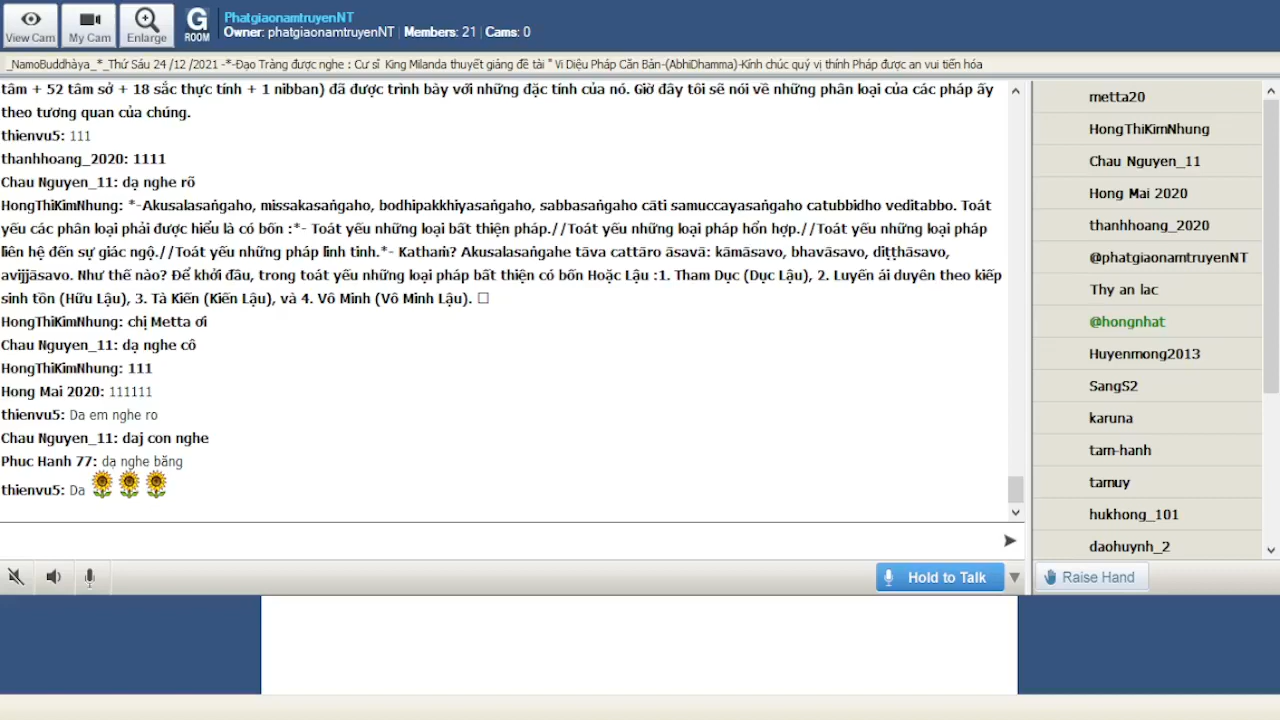 View Cam
My Cam
Enlarge
G
ROOM
PhatgiaonamtruyenNT
Owner: phatgiaonamtruyenNT | Members: 21 | Cams: 0
_NamoBuddhàya_*_Thứ Sáu 24 /12 /2021 -*-Đạo Tràng được nghe : Cư sĩ King Milanda thuyết giảng đề tài " Vi Diệu Pháp Căn Bản-(AbhiDhamma)-Kính chúc quý vị thính Pháp được an vui tiến hóa
tâm + 52 tâm sở + 18 sắc thực tính + 1 nibban) đã được trình bày với những đặc tính của nó. Giờ đây tôi sẽ nói về những phân loại của các pháp ấy
theo tương quan của chúng.
thienvu5: 111
thanhhoang_2020: 1111
Chau Nguyen_11: dạ nghe rõ
HongThiKimNhung: *-Akusalasaṅgaho, missakasaṅgaho, bodhipakkhiyasaṅgaho, sabbasaṅgaho cāti samuccayasaṅgaho catubbidho veditabbo. Toát
yếu các phân loại phải được hiểu là có bốn :*- Toát yếu những loại bất thiện pháp.//Toát yếu những loại pháp hổn hợp.//Toát yếu những loại pháp
liên hệ đến sự giác ngộ.//Toát yếu những pháp linh tinh.*- Kathaṁ? Akusalasaṅgahe tāva cattāro āsavā: kāmāsavo, bhavāsavo, diṭṭhāsavo,
avijjāsavo. Như thế nào? Để khởi đầu, trong toát yếu những loại pháp bất thiện có bốn Hoặc Lậu :1. Tham Dục (Dục Lậu), 2. Luyến ái duyên theo kiếp
sinh tồn (Hữu Lậu), 3. Tà Kiến (Kiến Lậu), và 4. Vô Minh (Vô Minh Lậu). □
HongThiKimNhung: chị Metta ơi
Chau Nguyen_11: dạ nghe cô
HongThiKimNhung: 111
Hong Mai 2020: 111111
thienvu5: Da em nghe ro
Chau Nguyen_11: daj con nghe
Phuc Hanh 77: dạ nghe băng
thienvu5: Da
Hold to Talk
metta20
HongThiKimNhung
Chau Nguyen_11
Hong Mai 2020
thanhhoang_2020
@phatgiaonamtruyenNT
Thy an lac
@hongnhat
Huyenmong2013
SangS2
karuna
tam-hanh
tamuy
hukhong_101
daohuynh_2
Raise Hand